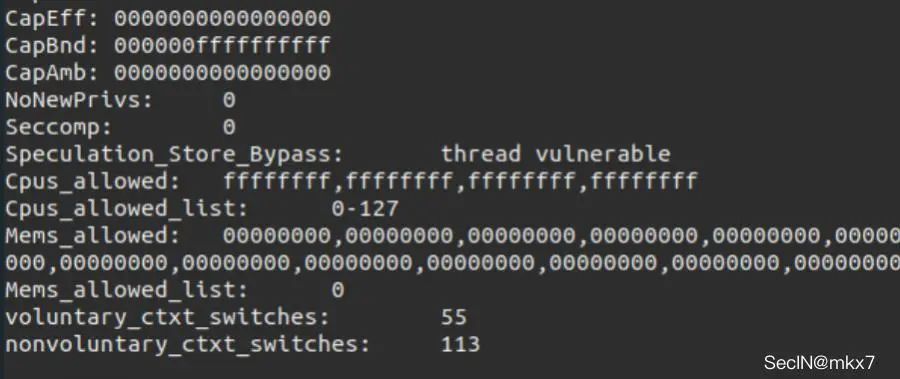 CapEff: 0000000000000000
CapBnd: 000000ffffffffff
CapAmb: 0000000000000000
NoNewPrivs: 0
Seccomp: 0
Speculation_Store_Bypass: thread vulnerable
Cpus_allowed: ffffffff,ffffffff,ffffffff,ffffffff
Cpus_allowed_list: 0-127
Mems_allowed: 00000000,00000000,00000000,00000000,00000000,00000
000,00000000,00000000,00000000,00000000,00000000,00000000,00000000
Mems_allowed_list: 0
voluntary_ctxt_switches: 55
nonvoluntary_ctxt_switches: 113
SecIN@mkx7